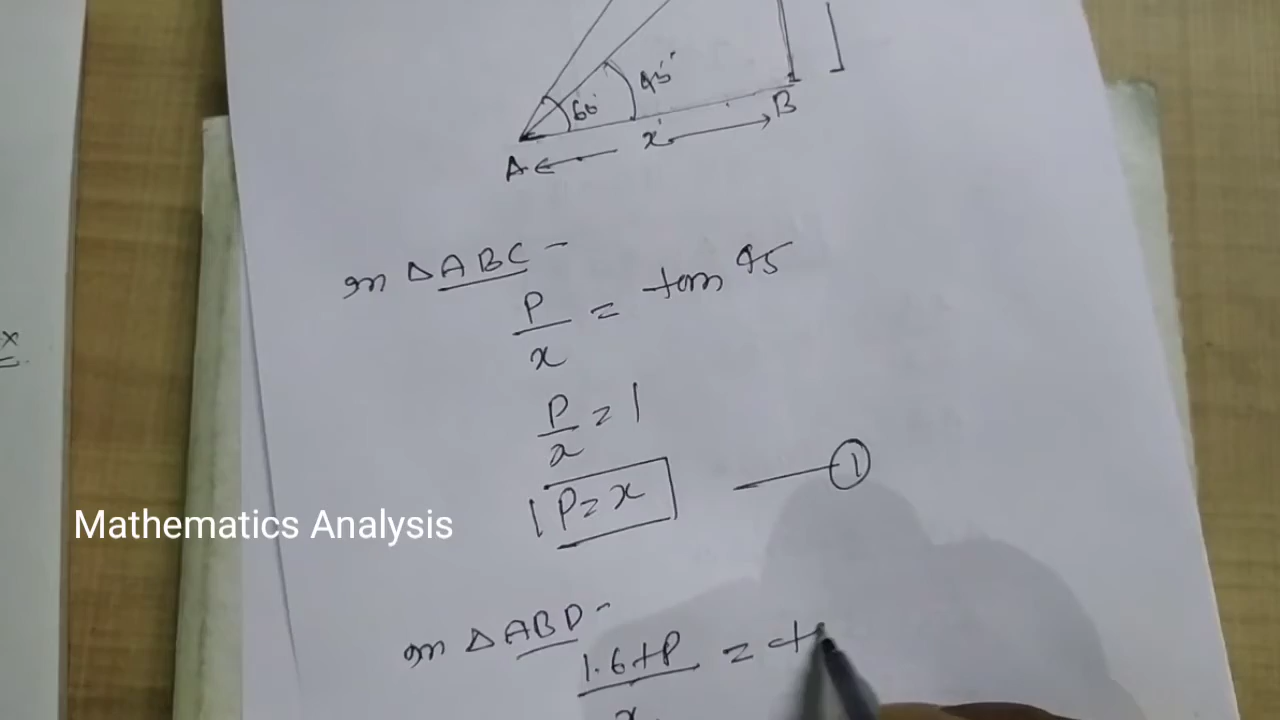 60° 45°
A ← x → B
In △ABC –
P/x = tan 45
P/x = 1
P = x ——— ①
Mathematics Analysis
In △ABD –
1.6+P/x = t
x
=